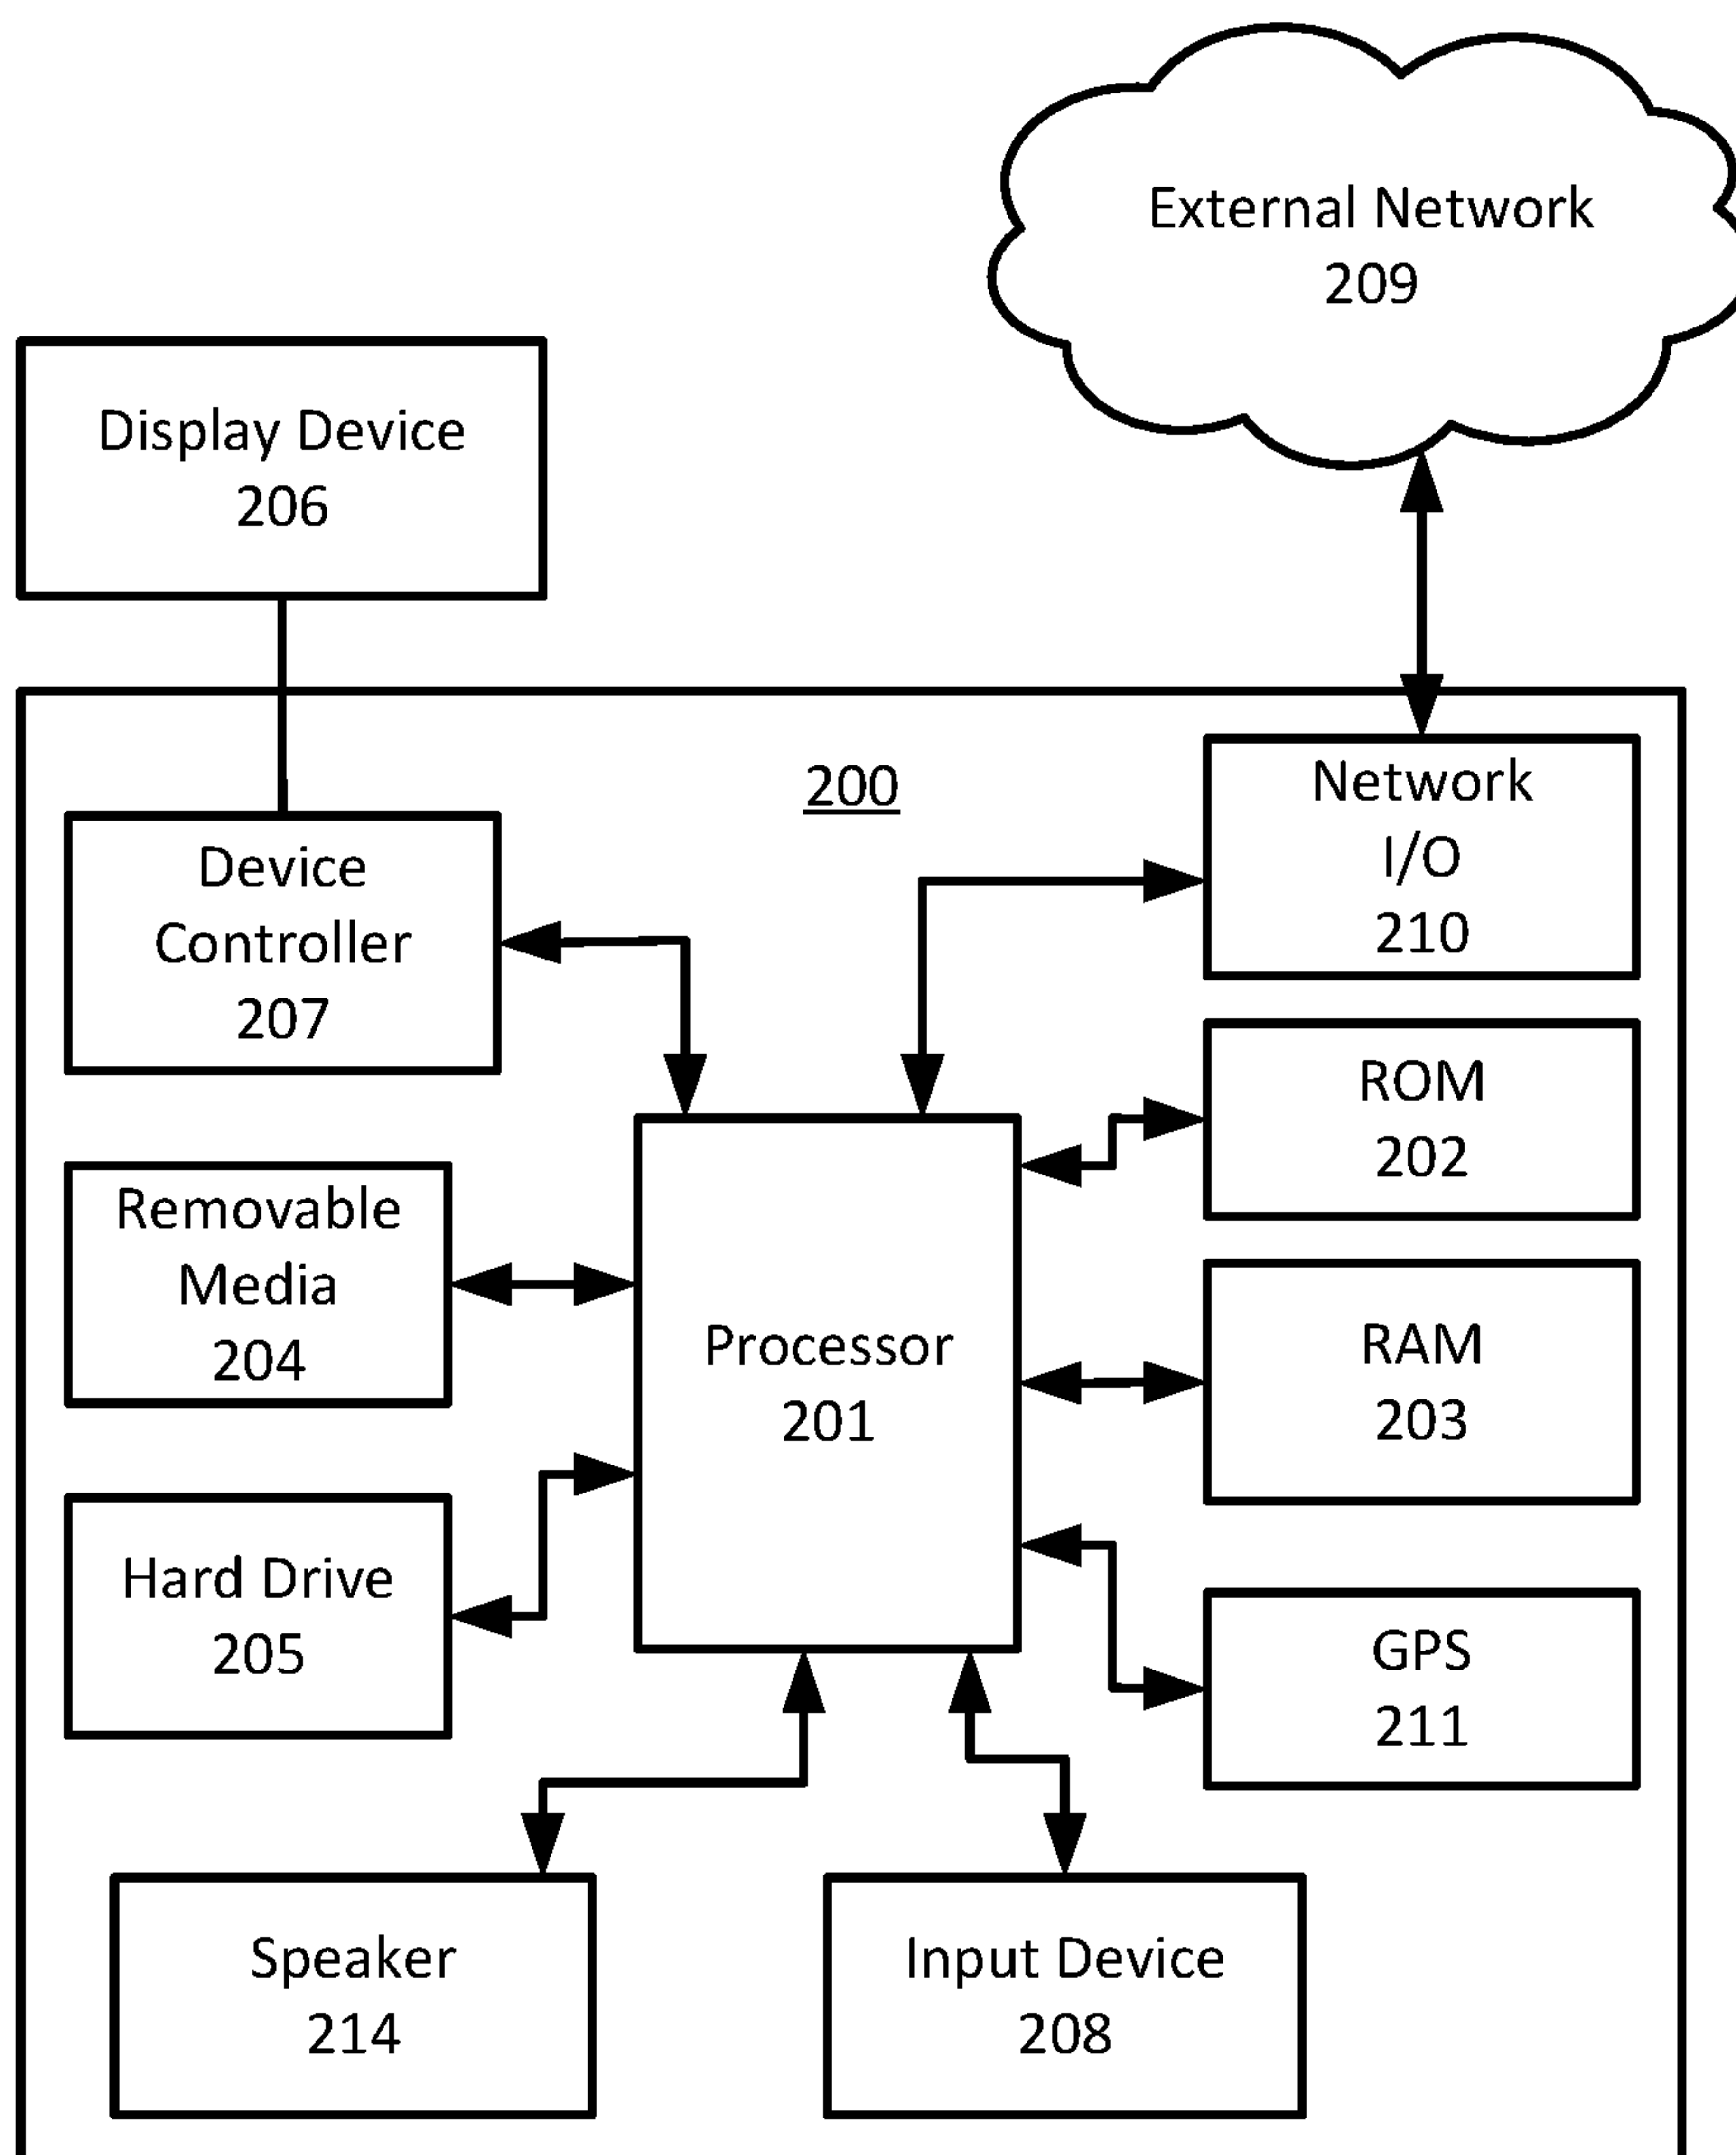 External Network
209
Display Device
206
200
Network
I/O
210
Device
Controller
207
ROM
202
Removable
Media
204
Processor
201
RAM
203
Hard Drive
205
GPS
211
Speaker
214
Input Device
208